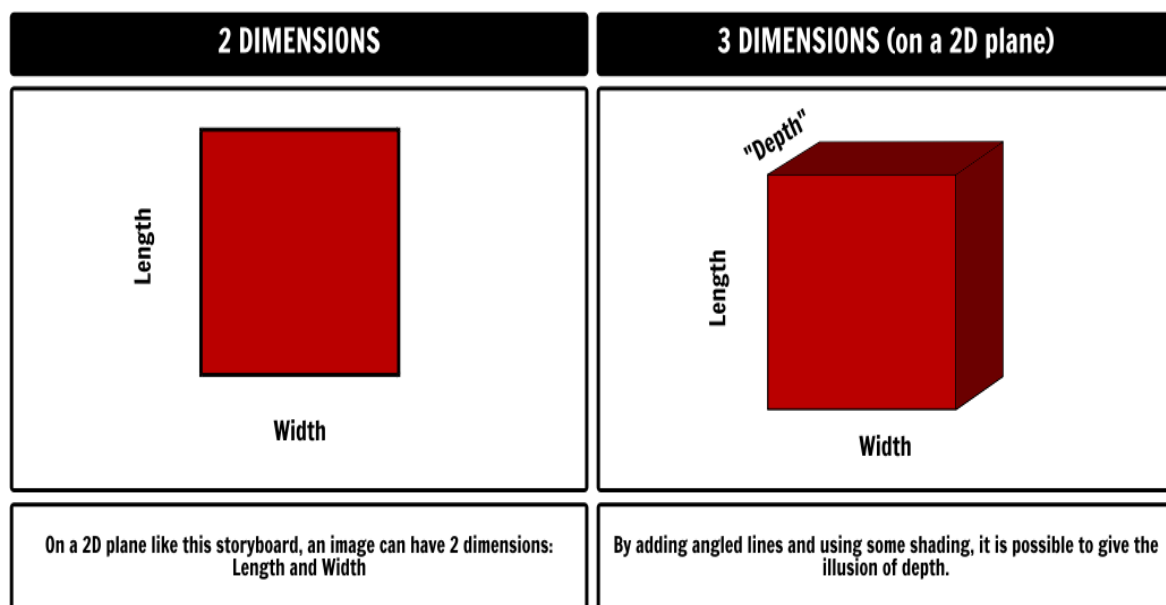 2 DIMENSIONS
3 DIMENSIONS (on a 2D plane)
Length
Width
"Depth"
Length
Width
On a 2D plane like this storyboard, an image can have 2 dimensions:
Length and Width
By adding angled lines and using some shading, it is possible to give the
illusion of depth.